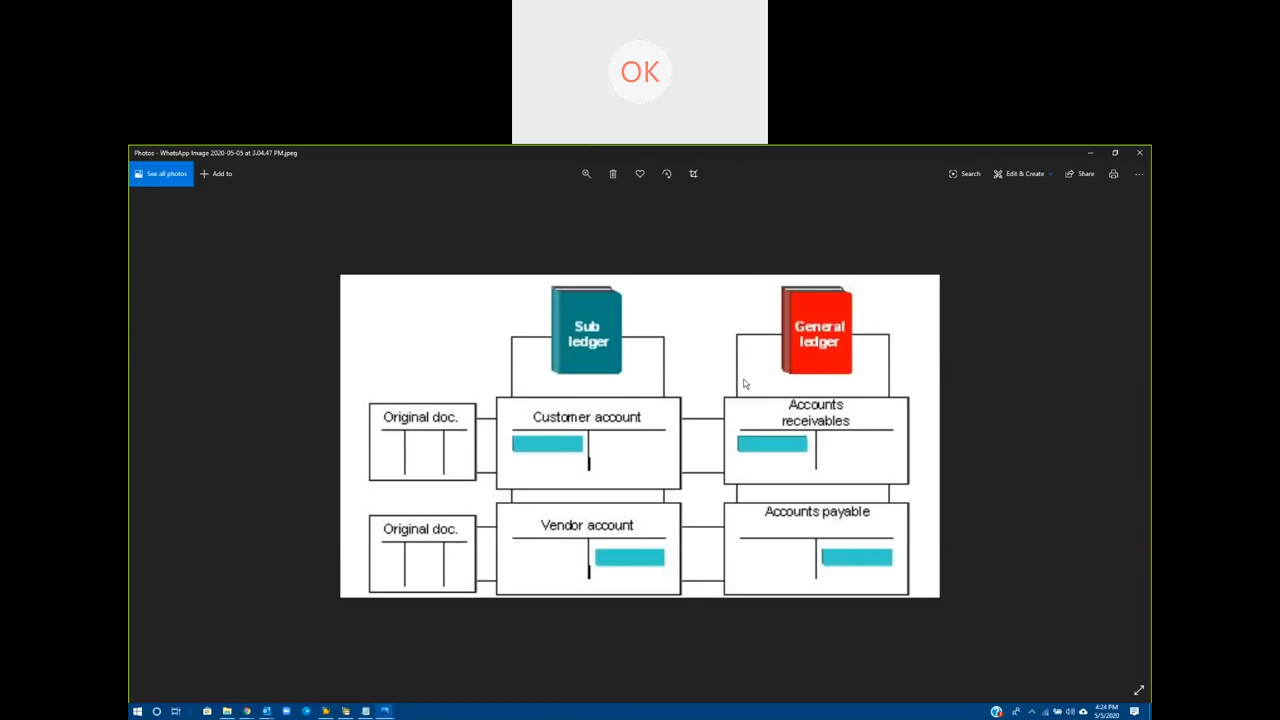 OK
Photos - WhatsApp Image 2020-05-05 at 3.04.47 PM.jpeg
See all photos
Add to
Search
Edit & Create
Share
Sub
ledger
General
ledger
Original doc.
Customer account
Accounts
receivables
Original doc.
Vendor account
Accounts payable
4:24 PM
5/5/2020